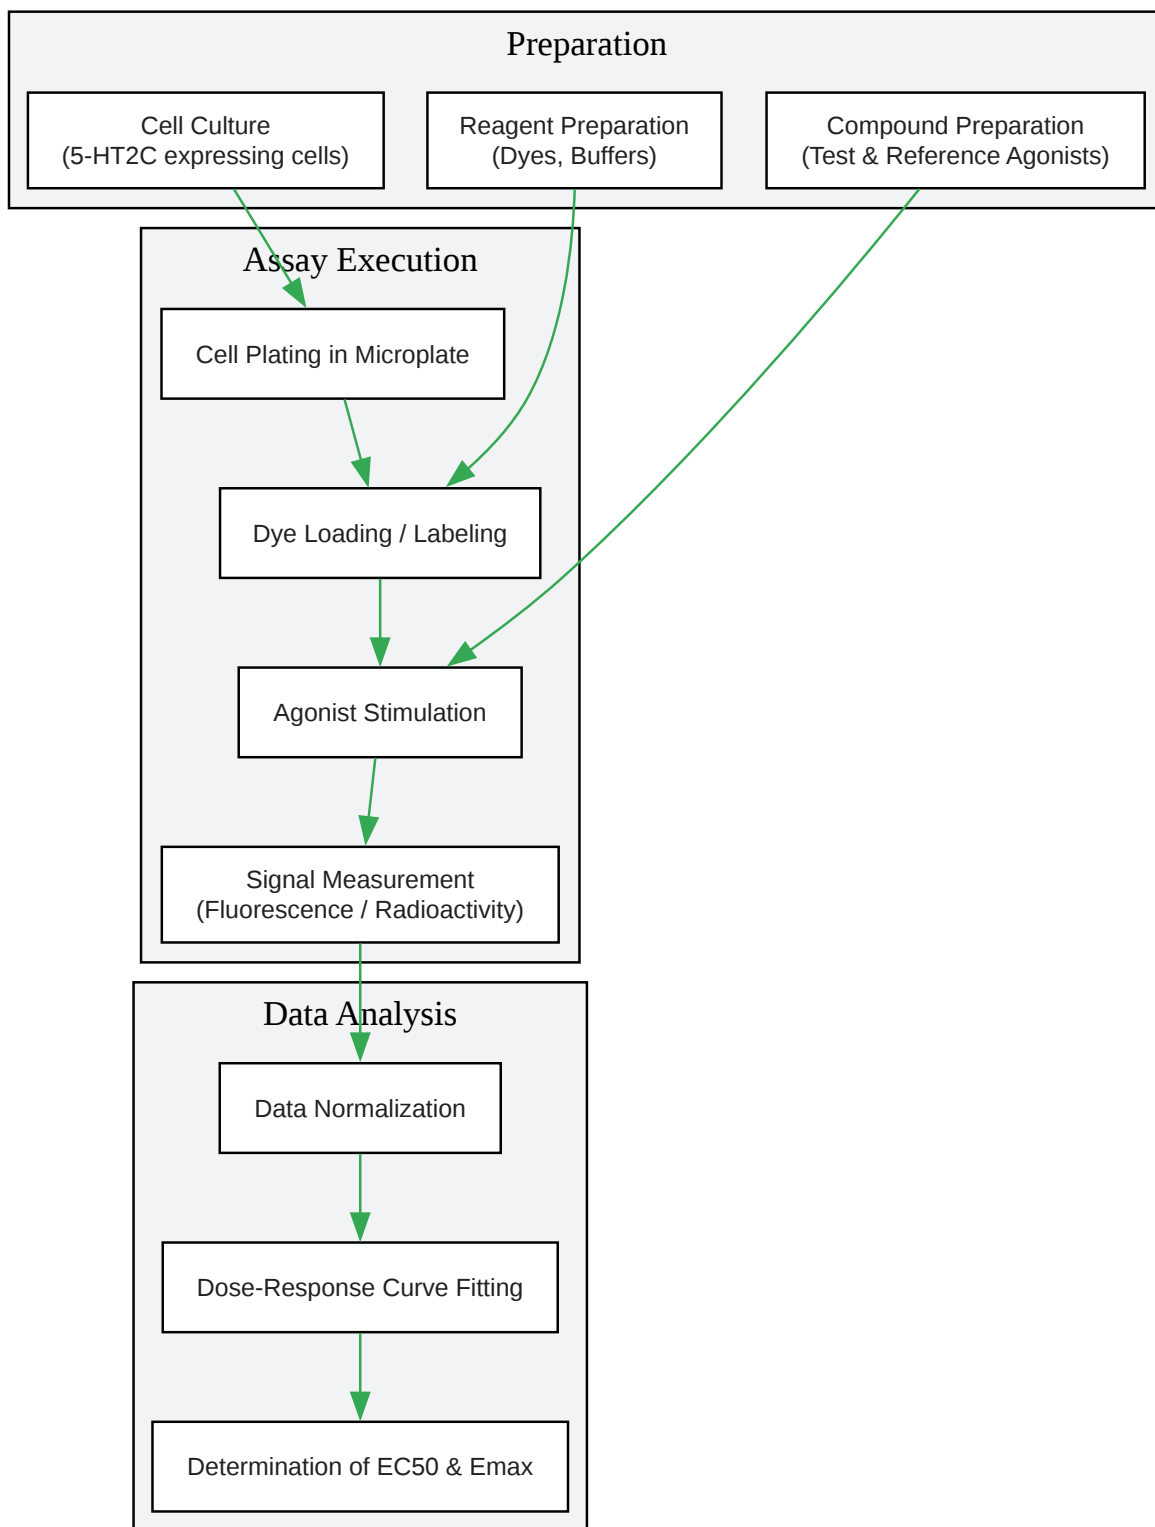 Preparation
Cell Culture
(5-HT2C expressing cells)
Reagent Preparation
(Dyes, Buffers)
Compound Preparation
(Test & Reference Agonists)
Assay Execution
Cell Plating in Microplate
Dye Loading / Labeling
Agonist Stimulation
Signal Measurement
(Fluorescence / Radioactivity)
Data Analysis
Data Normalization
Dose-Response Curve Fitting
Determination of EC50 & Emax